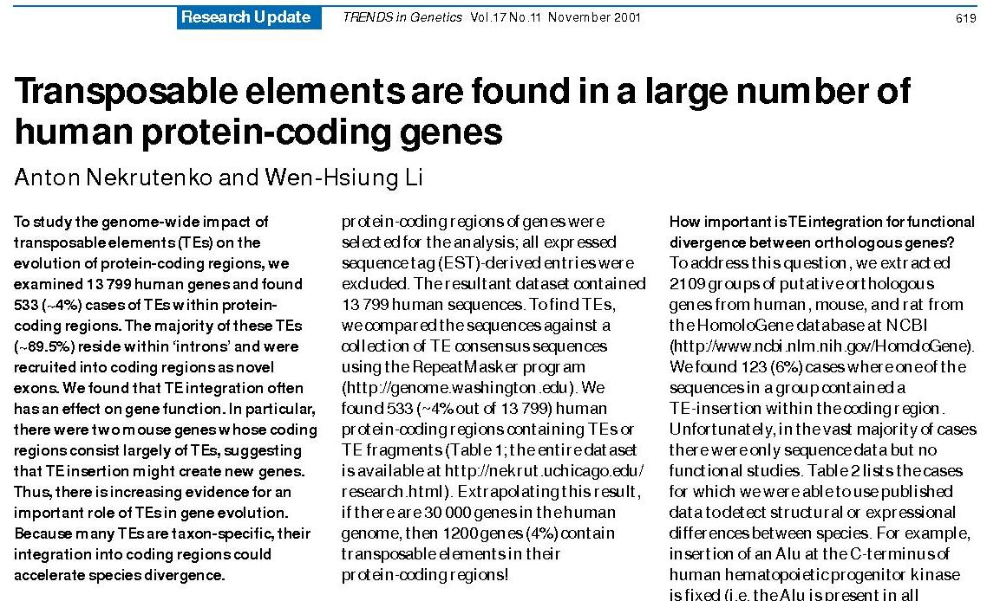 Research Update
TRENDS in Genetics Vol.17 No.11 November 2001
619
Transposable elements are found in a large number of
human protein-coding genes
Anton Nekrutenko and Wen-Hsiung Li
To study the genome-wide impact of
transposable elements (TEs) on the
evolution of protein-coding regions, we
examined 13 799 human genes and found
533 (~4%) cases of TEs within protein-
coding regions. The majority of these TEs
(~89.5%) reside within ‘introns’ and were
recruited into coding regions as novel
exons. We found that TE integration often
has an effect on gene function. In particular,
there were two mouse genes whose coding
regions consist largely of TEs, suggesting
that TE insertion might create new genes.
Thus, there is increasing evidence for an
important role of TEs in gene evolution.
Because many TEs are taxon-specific, their
integration into coding regions could
accelerate species divergence.
protein-coding regions of genes were
selected for the analysis; all expressed
sequence tag (EST)-derived entries were
excluded. The resultant dataset contained
13 799 human sequences. To find TEs,
we compared the sequences against a
collection of TE consensus sequences
using the RepeatMasker program
(http://genome.washington.edu). We
found 533 (~4% out of 13 799) human
protein-coding regions containing TEs or
TE fragments (Table 1; the entire dataset
is available at http://nekrut.uchicago.edu/
research.html). Extrapolating this result,
if there are 30 000 genes in the human
genome, then 1200 genes (4%) contain
transposable elements in their
protein-coding regions!
How important is TE integration for functional
divergence between orthologous genes?
To address this question, we extracted
2109 groups of putative orthologous
genes from human, mouse, and rat from
the HomoloGene database at NCBI
(http://www.ncbi.nlm.nih.gov/HomoloGene).
We found 123 (6%) cases where one of the
sequences in a group contained a
TE-insertion within the coding region.
Unfortunately, in the vast majority of cases
there were only sequence data but no
functional studies. Table 2 lists the cases
for which we were able to use published
data to detect structural or expressional
differences between species. For example,
insertion of an Alu at the C-terminus of
human hematopoietic progenitor kinase
is fixed (i.e. the Alu is present in all